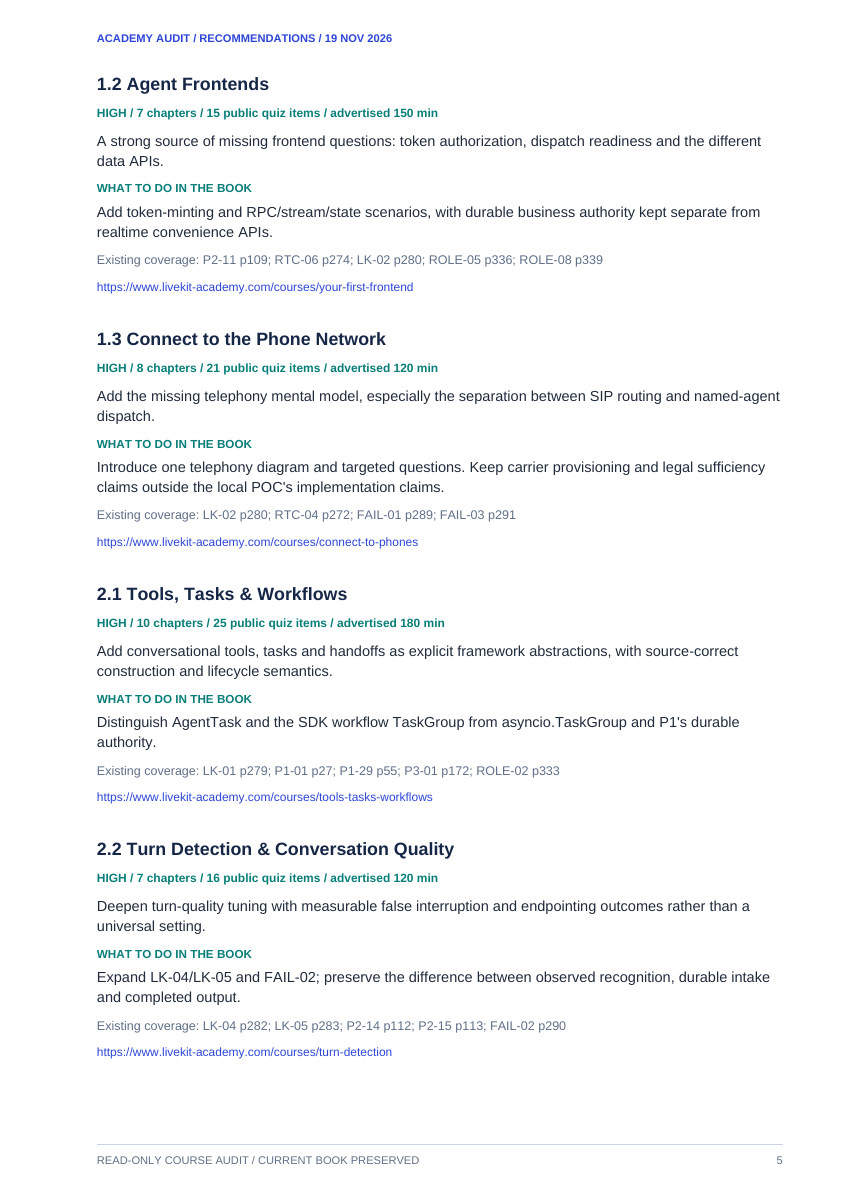 ACADEMY AUDIT / RECOMMENDATIONS / 19 NOV 2026
1.2 Agent Frontends
HIGH / 7 chapters / 15 public quiz items / advertised 150 min
A strong source of missing frontend questions: token authorization, dispatch readiness and the different
data APIs.
WHAT TO DO IN THE BOOK
Add token-minting and RPC/stream/state scenarios, with durable business authority kept separate from
realtime convenience APIs.
Existing coverage: P2-11 p109; RTC-06 p274; LK-02 p280; ROLE-05 p336; ROLE-08 p339
https://www.livekit-academy.com/courses/your-first-frontend
1.3 Connect to the Phone Network
HIGH / 8 chapters / 21 public quiz items / advertised 120 min
Add the missing telephony mental model, especially the separation between SIP routing and named-agent
dispatch.
WHAT TO DO IN THE BOOK
Introduce one telephony diagram and targeted questions. Keep carrier provisioning and legal sufficiency
claims outside the local POC's implementation claims.
Existing coverage: LK-02 p280; RTC-04 p272; FAIL-01 p289; FAIL-03 p291
https://www.livekit-academy.com/courses/connect-to-phones
2.1 Tools, Tasks & Workflows
HIGH / 10 chapters / 25 public quiz items / advertised 180 min
Add conversational tools, tasks and handoffs as explicit framework abstractions, with source-correct
construction and lifecycle semantics.
WHAT TO DO IN THE BOOK
Distinguish AgentTask and the SDK workflow TaskGroup from asyncio.TaskGroup and P1's durable
authority.
Existing coverage: LK-01 p279; P1-01 p27; P1-29 p55; P3-01 p172; ROLE-02 p333
https://www.livekit-academy.com/courses/tools-tasks-workflows
2.2 Turn Detection & Conversation Quality
HIGH / 7 chapters / 16 public quiz items / advertised 120 min
Deepen turn-quality tuning with measurable false interruption and endpointing outcomes rather than a
universal setting.
WHAT TO DO IN THE BOOK
Expand LK-04/LK-05 and FAIL-02; preserve the difference between observed recognition, durable intake
and completed output.
Existing coverage: LK-04 p282; LK-05 p283; P2-14 p112; P2-15 p113; FAIL-02 p290
https://www.livekit-academy.com/courses/turn-detection
READ-ONLY COURSE AUDIT / CURRENT BOOK PRESERVED 5